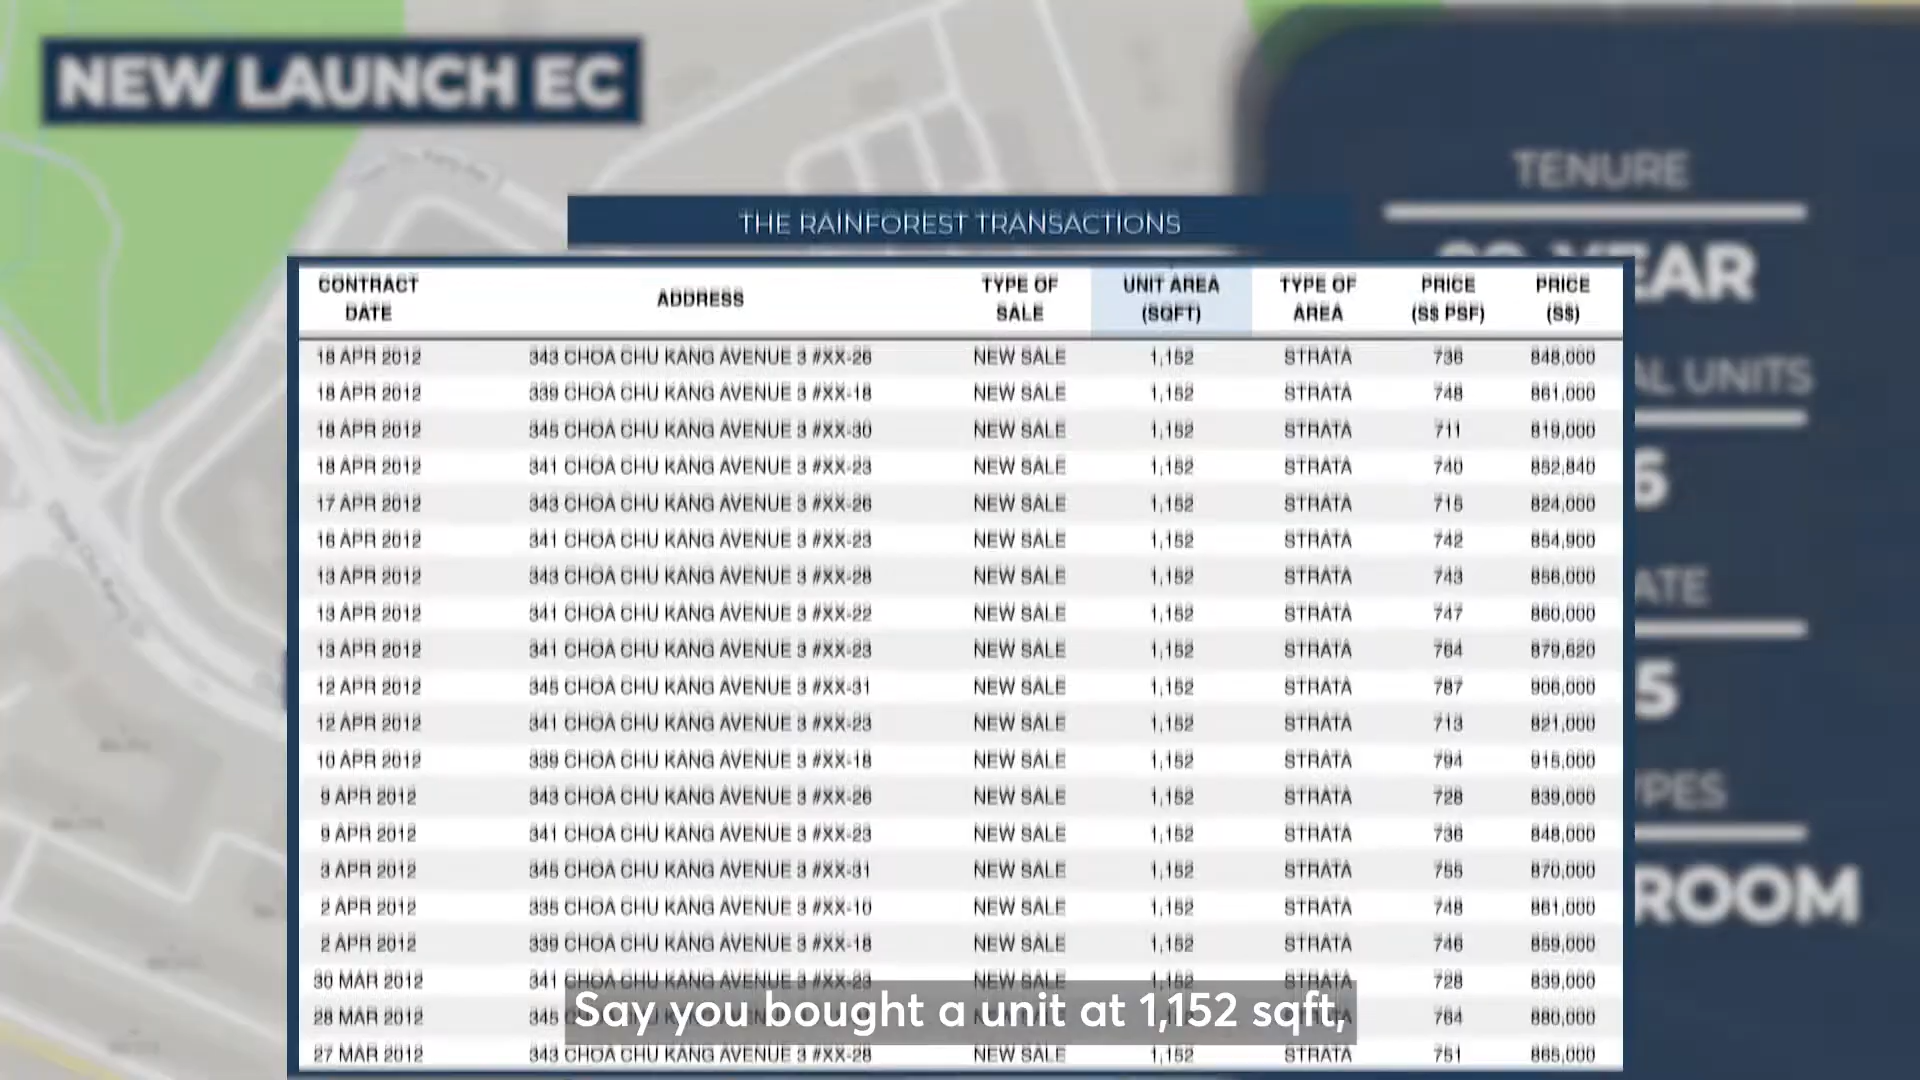 NEW LAUNCH EC
TENURE
THE RAINFOREST TRANSACTIONS
CONTRACT DATE ADDRESS TYPE OF SALE UNIT AREA (SQFT) TYPE OF AREA PRICE (S$ PSF) PRICE (S$)
18 APR 2012 343 CHOA CHU KANG AVENUE 3 #XX-26 NEW SALE 1,152 STRATA 736 848,000
18 APR 2012 339 CHOA CHU KANG AVENUE 3 #XX-18 NEW SALE 1,152 STRATA 748 861,000
18 APR 2012 345 CHOA CHU KANG AVENUE 3 #XX-30 NEW SALE 1,152 STRATA 711 819,000
18 APR 2012 341 CHOA CHU KANG AVENUE 3 #XX-23 NEW SALE 1,152 STRATA 740 852,840
17 APR 2012 343 CHOA CHU KANG AVENUE 3 #XX-26 NEW SALE 1,152 STRATA 715 824,000
16 APR 2012 341 CHOA CHU KANG AVENUE 3 #XX-23 NEW SALE 1,152 STRATA 742 854,900
13 APR 2012 343 CHOA CHU KANG AVENUE 3 #XX-28 NEW SALE 1,152 STRATA 743 856,000
13 APR 2012 341 CHOA CHU KANG AVENUE 3 #XX-22 NEW SALE 1,152 STRATA 747 860,000
13 APR 2012 341 CHOA CHU KANG AVENUE 3 #XX-23 NEW SALE 1,152 STRATA 764 879,620
12 APR 2012 345 CHOA CHU KANG AVENUE 3 #XX-31 NEW SALE 1,152 STRATA 787 906,000
12 APR 2012 341 CHOA CHU KANG AVENUE 3 #XX-23 NEW SALE 1,152 STRATA 713 821,000
10 APR 2012 339 CHOA CHU KANG AVENUE 3 #XX-18 NEW SALE 1,152 STRATA 794 915,000
9 APR 2012 343 CHOA CHU KANG AVENUE 3 #XX-26 NEW SALE 1,152 STRATA 728 839,000
9 APR 2012 341 CHOA CHU KANG AVENUE 3 #XX-23 NEW SALE 1,152 STRATA 736 848,000
3 APR 2012 345 CHOA CHU KANG AVENUE 3 #XX-31 NEW SALE 1,152 STRATA 755 870,000
2 APR 2012 335 CHOA CHU KANG AVENUE 3 #XX-10 NEW SALE 1,152 STRATA 748 861,000
2 APR 2012 339 CHOA CHU KANG AVENUE 3 #XX-18 NEW SALE 1,152 STRATA 746 859,000
30 MAR 2012 341 CHOA CHU KANG AVENUE 3 #XX-23 NEW SALE 1,152 STRATA 728 839,000
28 MAR 2012 345 764 880,000
Say you bought a unit at 1,152 sqft,
27 MAR 2012 343 CHOA CHU KANG AVENUE 3 #XX-28 NEW SALE 1,152 STRATA 751 865,000
UNITS
ROOM